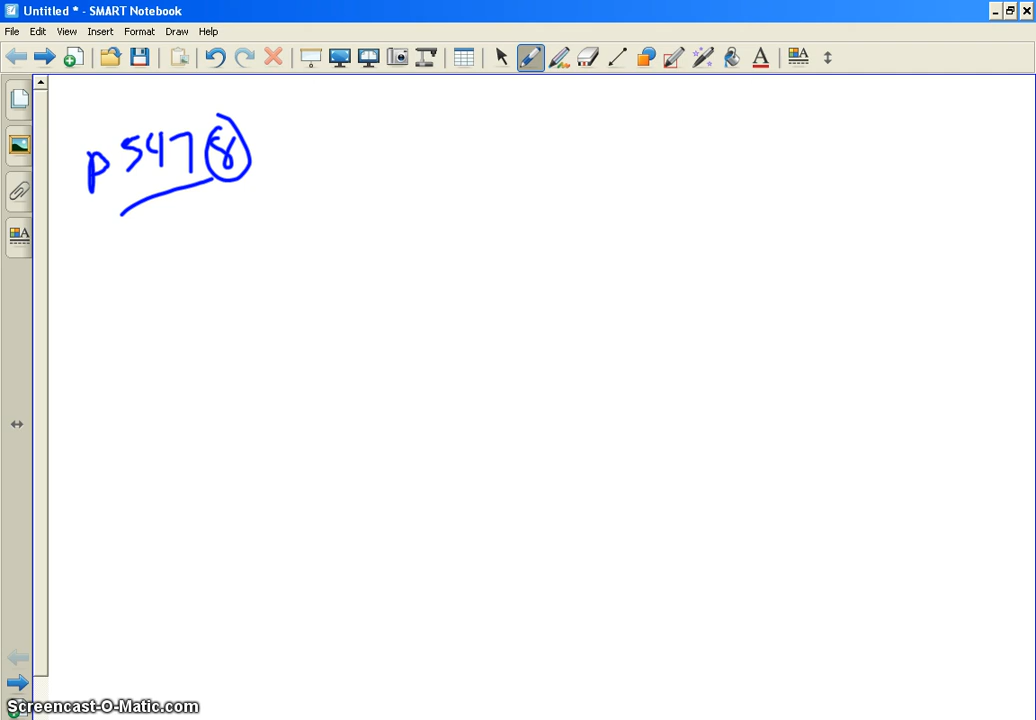 Untitled * - SMART Notebook
File Edit View Insert Format Draw Help
p 547 8
Screencast-O-Matic.com